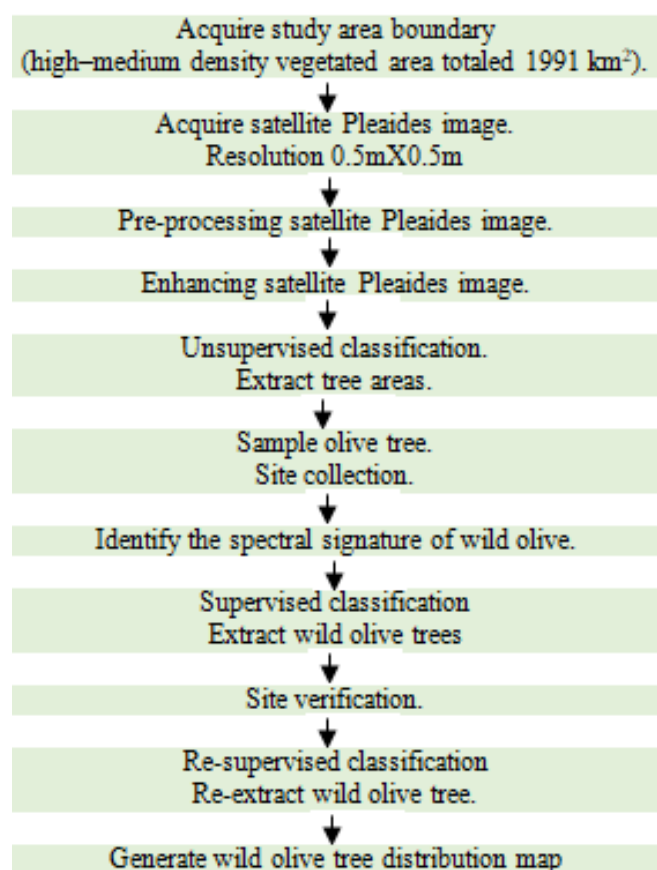 Acquire study area boundary
(high–medium density vegetated area totaled 1991 km²).
Acquire satellite Pleaides image.
Resolution 0.5mX0.5m
Pre-processing satellite Pleaides image.
Enhancing satellite Pleaides image.
Unsupervised classification.
Extract tree areas.
Sample olive tree.
Site collection.
Identify the spectral signature of wild olive.
Supervised classification
Extract wild olive trees
Site verification.
Re-supervised classification
Re-extract wild olive tree.
Generate wild olive tree distribution map